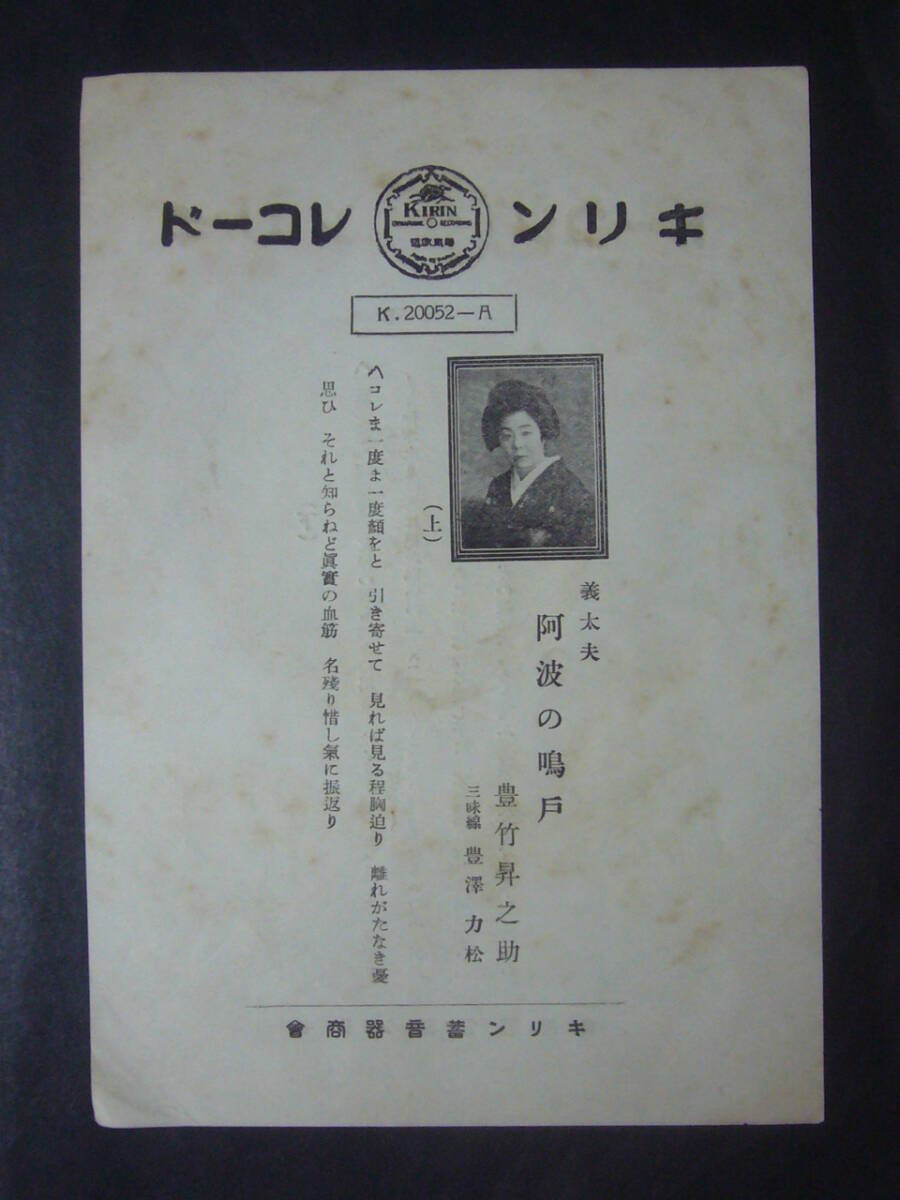 キリン レコード
KIRIN
K.20052—A
義太夫
阿波の鳴戸
豊竹昇之助
三味線 豊澤力松
(上)
〽コレま一度ま一度顔をと 引き寄せて 見れば見る程胸迫り 離れがたなき憂
思ひ それと知らねど眞實の血筋 名殘り惜し氣に振返り
キリン蓄音器商會